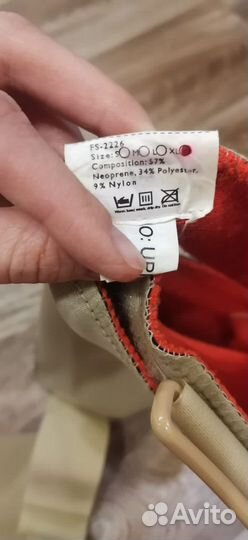 FS-2226
Size: S M L XL
Composition: 57%
Neoprene, 34% Polyester,
9% Nylon
O: UP
Avito